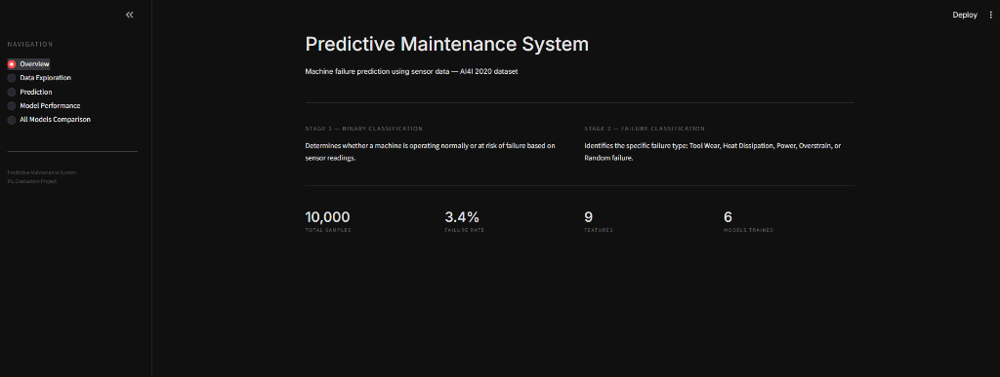 Deploy
NAVIGATION
Overview
Data Exploration
Prediction
Model Performance
All Models Comparison
Predictive Maintenance System
ML Graduation Project
Predictive Maintenance System
Machine failure prediction using sensor data — AI4I 2020 dataset
STAGE 1 — BINARY CLASSIFICATION
Determines whether a machine is operating normally or at risk of failure based on
sensor readings.
STAGE 2 — FAILURE CLASSIFICATION
Identifies the specific failure type: Tool Wear, Heat Dissipation, Power, Overstrain, or
Random failure.
10,000
TOTAL SAMPLES
3.4%
FAILURE RATE
9
FEATURES
6
MODELS TRAINED